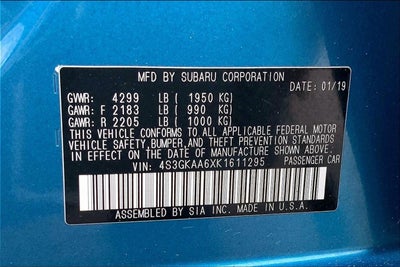 MFD BY SUBARU CORPORATION
DATE: 01/19
GVWR: 4299 LB ( 1950 KG)
GAWR: F 2183 LB ( 990 KG)
GAWR: R 2205 LB ( 1000 KG)
THIS VEHICLE CONFORMS TO ALL APPLICABLE FEDERAL MOTOR
VEHICLE SAFETY, BUMPER, AND THEFT PREVENTION STANDARDS
IN EFFECT ON THE DATE OF MANUFACTURE SHOWN ABOVE.
VIN: 4S3GKAA6XK1611295 PASSENGER CAR
ASSEMBLED BY SIA INC. MADE IN U.S.A.